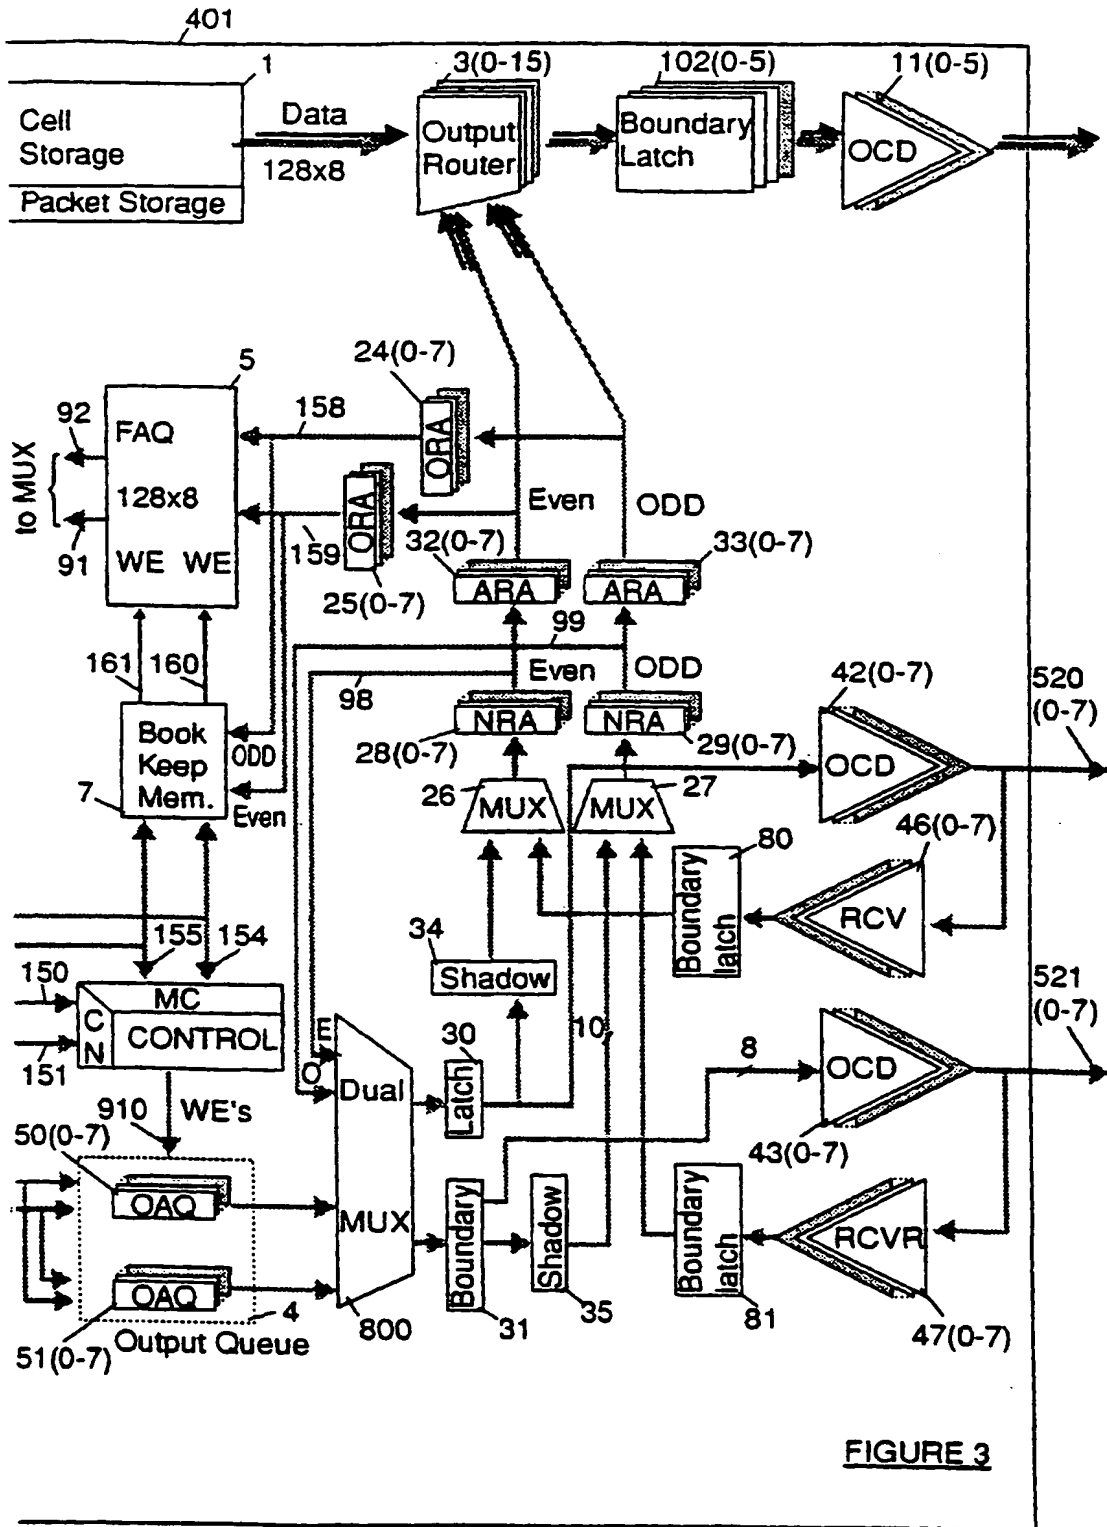 401
1
3(0-15)
102(0-5)
11(0-5)
Cell
Storage
Packet Storage
Data
128x8
Output
Router
Boundary
Latch
OCD
5
24(0-7)
92
158
FAQ
ORA
to MUX
128x8
Even
ODD
ORA
91
WE WE
159
32(0-7)
33(0-7)
25(0-7)
ARA
ARA
99
161
160
Even
ODD
98
42(0-7)
520
(0-7)
Book
Keep
Mem.
ODD
NRA
NRA
28(0-7)
29(0-7)
OCD
7
Even
26
MUX
MUX
27
46(0-7)
80
Boundary
latch
RCV
34
155
154
Shadow
150
MC
C
N
CONTROL
151
521
(0-7)
E
O
30
10
8
OCD
Dual
Latch
910
WE's
50(0-7)
43(0-7)
OAQ
MUX
Boundary
Shadow
Boundary
latch
RCVR
OAQ
4
800
31
35
81
47(0-7)
Output Queue
51(0-7)
FIGURE 3